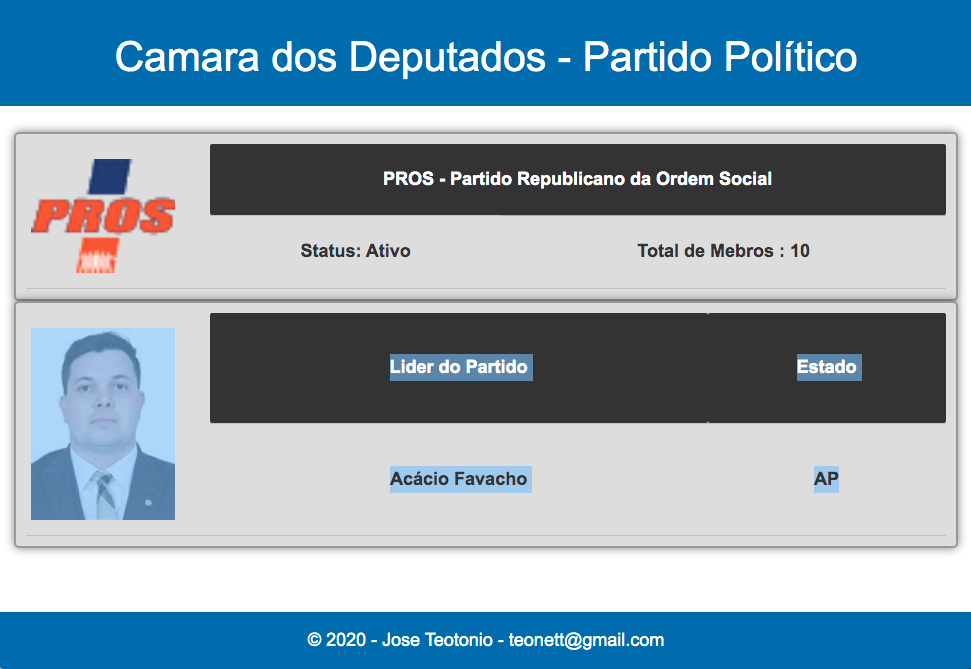 Camara dos Deputados - Partido Político
PROS
PROS - Partido Republicano da Ordem Social
Status: Ativo Total de Mebros : 10
Lider do Partido Estado
Acácio Favacho AP
© 2020 - Jose Teotonio - teonett@gmail.com